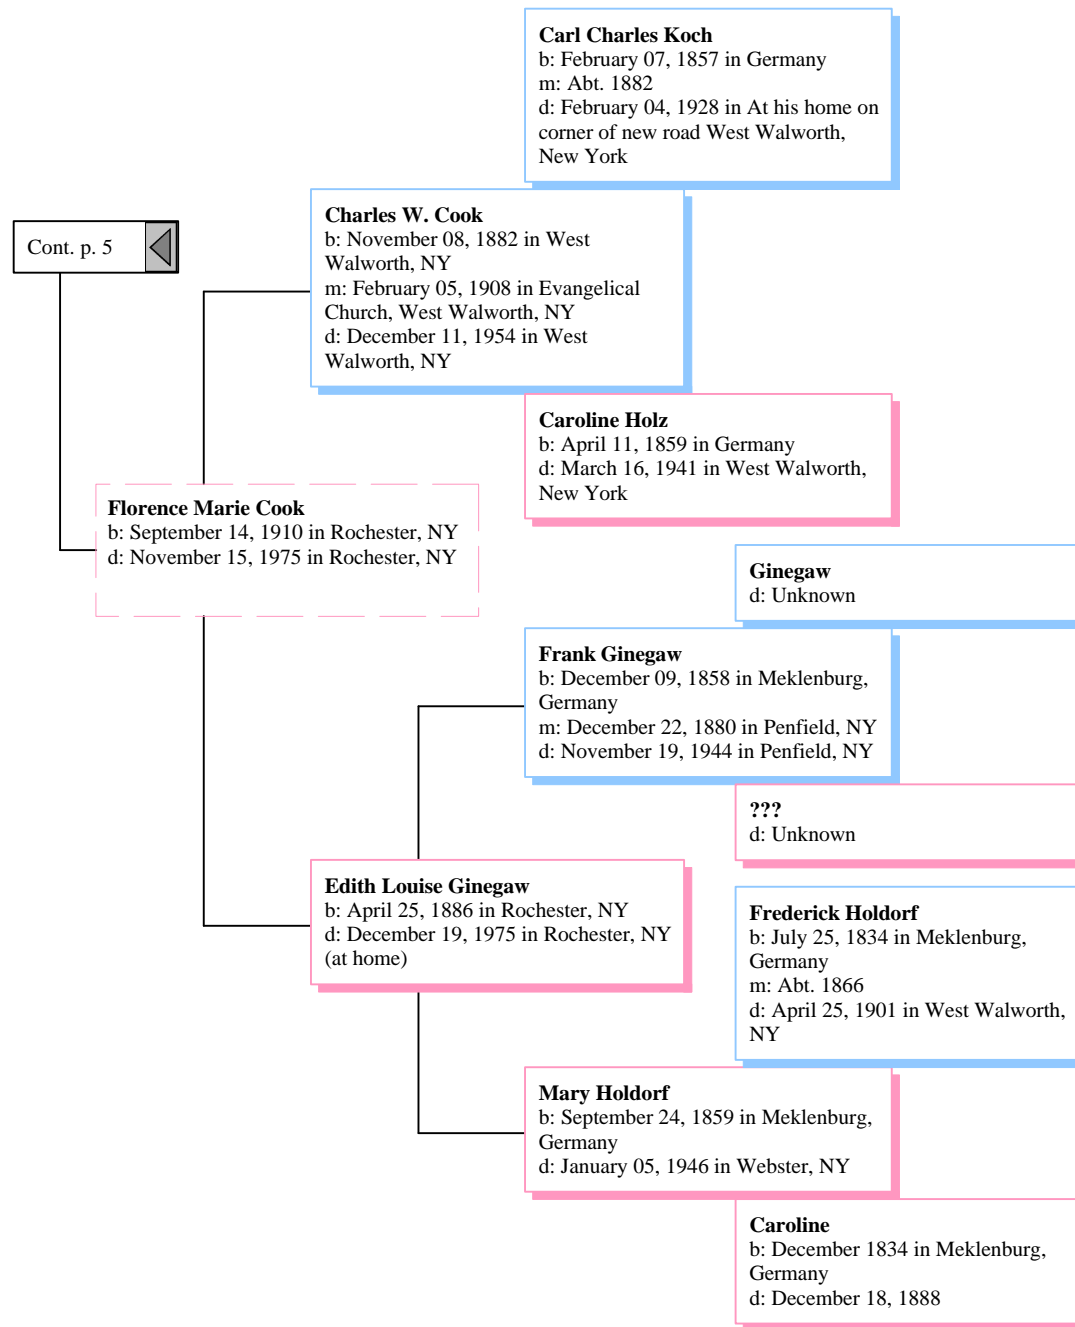 Carl Charles Koch
b: February 07, 1857 in Germany
m: Abt. 1882
d: February 04, 1928 in At his home on
corner of new road West Walworth,
New York
Charles W. Cook
b: November 08, 1882 in West
Walworth, NY
m: February 05, 1908 in Evangelical
Church, West Walworth, NY
d: December 11, 1954 in West
Walworth, NY
Cont. p. 5
Caroline Holz
b: April 11, 1859 in Germany
d: March 16, 1941 in West Walworth,
New York
Florence Marie Cook
b: September 14, 1910 in Rochester, NY
d: November 15, 1975 in Rochester, NY
Ginegaw
d: Unknown
Frank Ginegaw
b: December 09, 1858 in Meklenburg,
Germany
m: December 22, 1880 in Penfield, NY
d: November 19, 1944 in Penfield, NY
???
d: Unknown
Edith Louise Ginegaw
b: April 25, 1886 in Rochester, NY
d: December 19, 1975 in Rochester, NY
(at home)
Frederick Holdorf
b: July 25, 1834 in Meklenburg,
Germany
m: Abt. 1866
d: April 25, 1901 in West Walworth,
NY
Mary Holdorf
b: September 24, 1859 in Meklenburg,
Germany
d: January 05, 1946 in Webster, NY
Caroline
b: December 1834 in Meklenburg,
Germany
d: December 18, 1888